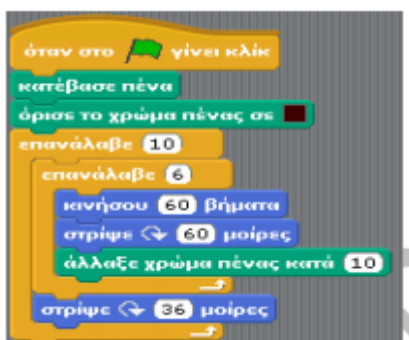 όταν στο γίνει κλίκ
κατέβασε πένα
όρισε το χρώμα πένας σε
επανάλαβε 10
επανάλαβε 6
κινήσου 60 βήματα
στρίψε 60 μοίρες
άλλαξε χρώμα πένας κατά 10
στρίψε 36 μοίρες